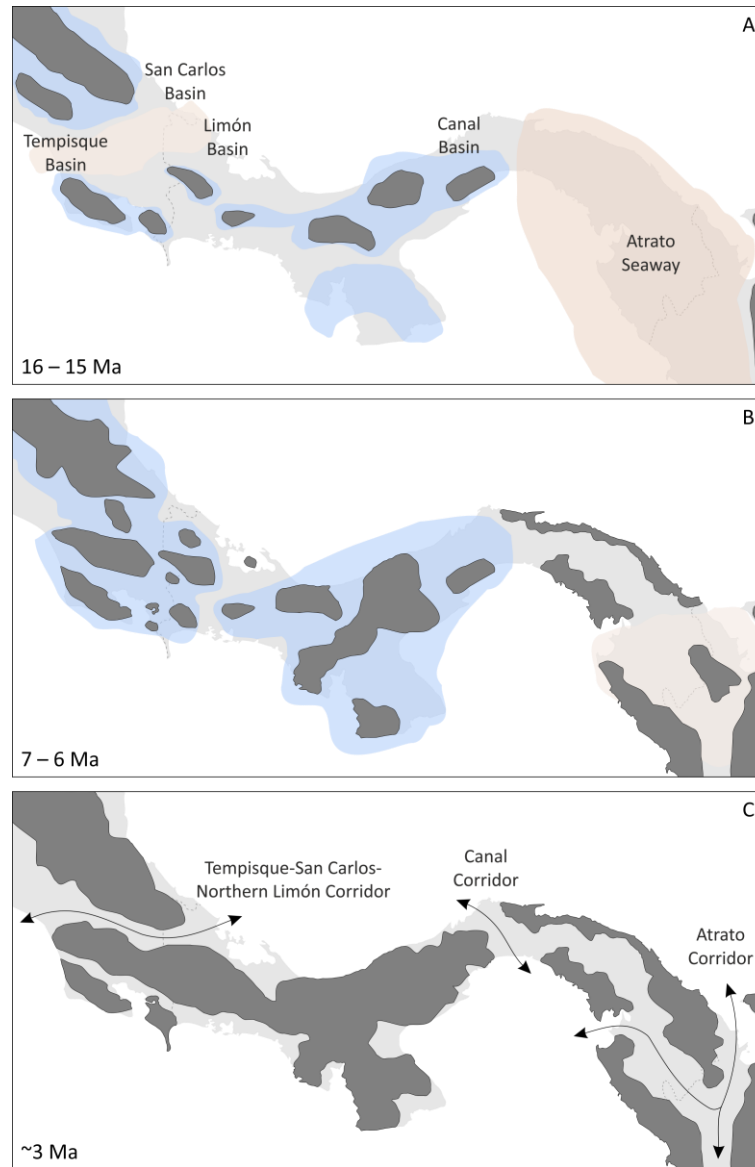 A
San Carlos
Basin
Limón
Basin
Canal
Basin
Tempisque
Basin
Atrato
Seaway
16 – 15 Ma
B
7 – 6 Ma
C
Tempisque-San Carlos-
Northern Limón Corridor
Canal
Corridor
Atrato
Corridor
~3 Ma